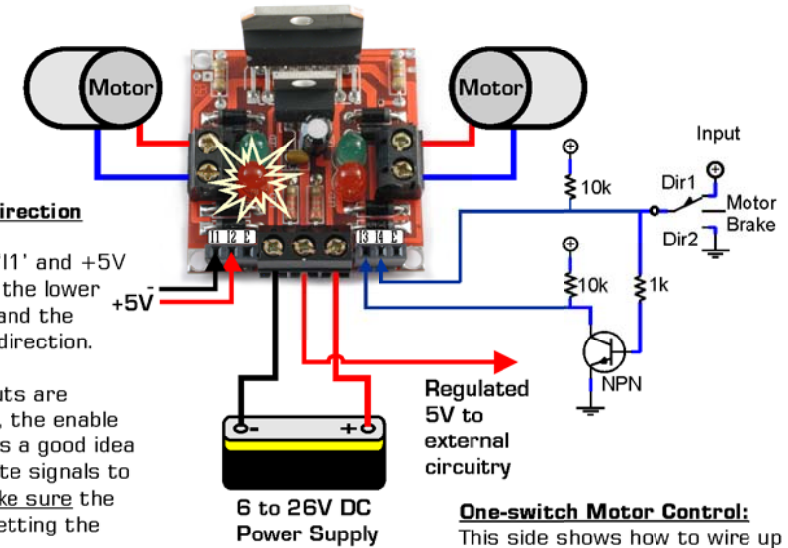 Motor
Motor
Input
Dir1
Motor
Brake
Dir2
10k
10k
1k
NPN
I1 I2 E
I3 I4 E
irection
'I1' and +5V
the lower
and the
direction.
+5V
-
uts are
, the enable
s a good idea
te signals to
ke sure the
etting the
- +
6 to 26V DC
Power Supply
Regulated
5V to
external
circuitry
One-switch Motor Control:
This side shows how to wire up